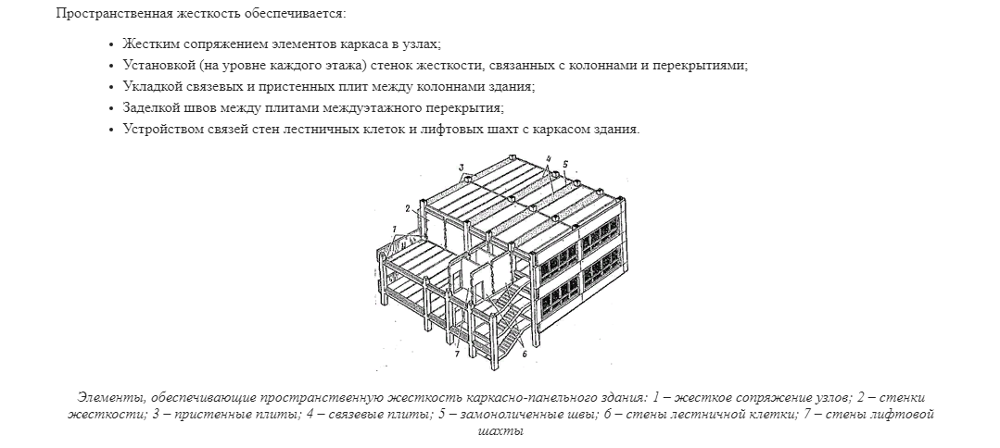 Пространственная жесткость обеспечивается:
• Жестким сопряжением элементов каркаса в узлах;
• Установкой (на уровне каждого этажа) стенок жесткости, связанных с колоннами и перекрытиями;
• Укладкой связевых и пристенных плит между колоннами здания;
• Заделкой швов между плитами междуэтажного перекрытия;
• Устройством связей стен лестничных клеток и лифтовых шахт с каркасом здания.
4
5
3
2
1
7
6
Элементы, обеспечивающие пространственную жесткость каркасно-панельного здания: 1 – жесткое сопряжение узлов; 2 – стенки
жесткости; 3 – пристенные плиты; 4 – связевые плиты; 5 – замоноличенные швы; 6 – стены лестничной клетки; 7 – стены лифтовой
шахты